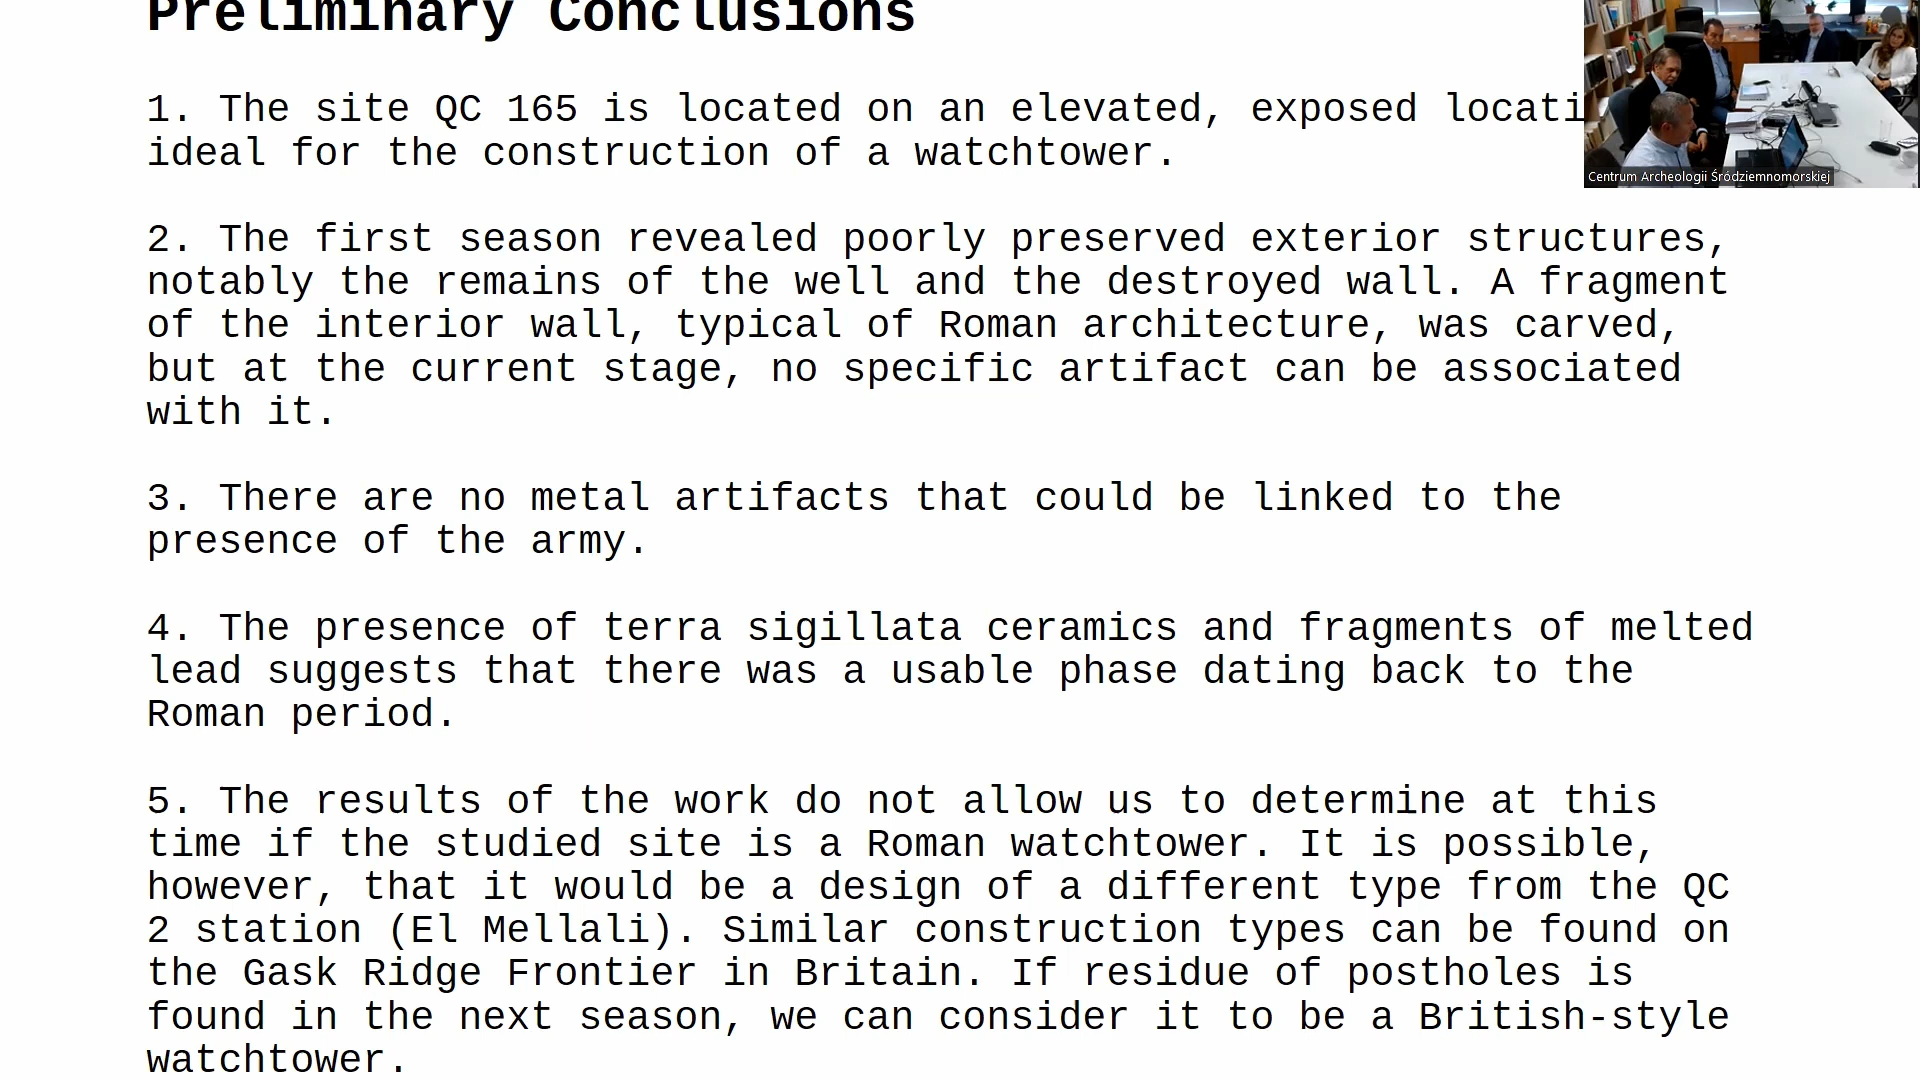 Preliminary Conclusions
1. The site QC 165 is located on an elevated, exposed locati
ideal for the construction of a watchtower.
2. The first season revealed poorly preserved exterior structures,
notably the remains of the well and the destroyed wall. A fragment
of the interior wall, typical of Roman architecture, was carved,
but at the current stage, no specific artifact can be associated
with it.
3. There are no metal artifacts that could be linked to the
presence of the army.
4. The presence of terra sigillata ceramics and fragments of melted
lead suggests that there was a usable phase dating back to the
Roman period.
5. The results of the work do not allow us to determine at this
time if the studied site is a Roman watchtower. It is possible,
however, that it would be a design of a different type from the QC
2 station (El Mellali). Similar construction types can be found on
the Gask Ridge Frontier in Britain. If residue of postholes is
found in the next season, we can consider it to be a British-style
watchtower.
Centrum Archeologii Śródziemnomorskiej